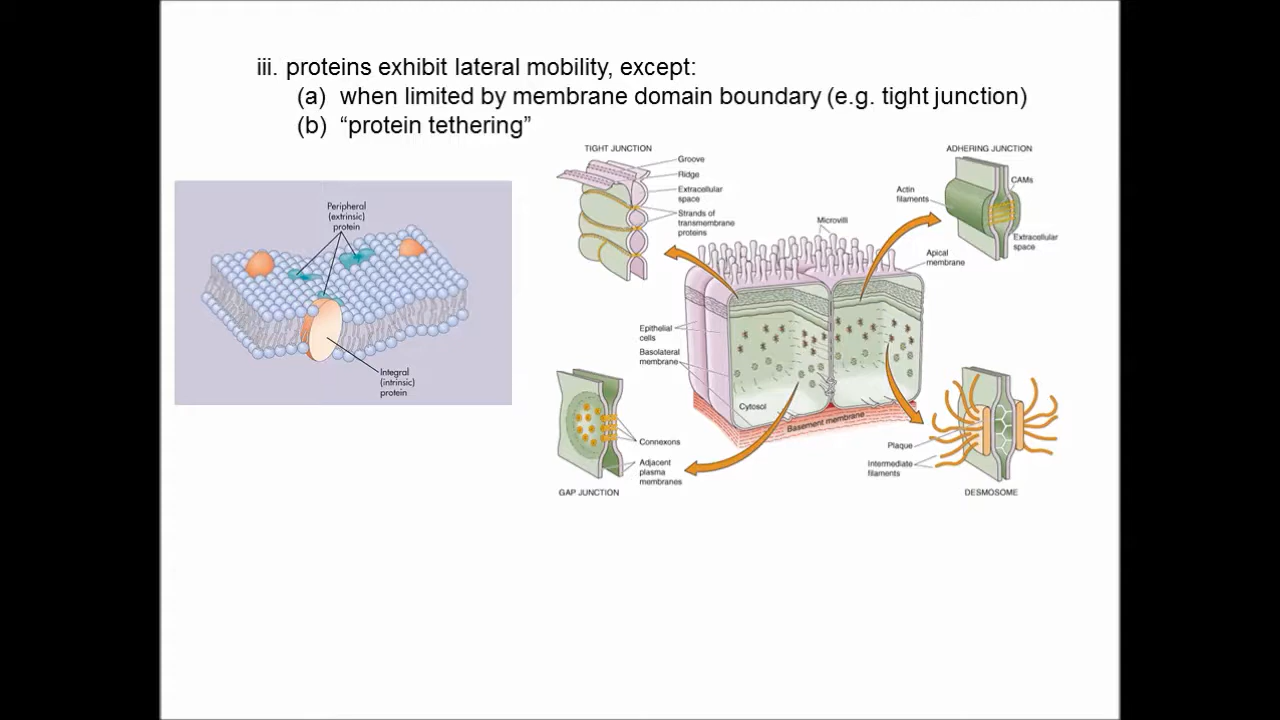 iii. proteins exhibit lateral mobility, except:
(a) when limited by membrane domain boundary (e.g. tight junction)
(b) “protein tethering”
Peripheral
(extrinsic)
protein
Integral
(intrinsic)
protein
TIGHT JUNCTION
Groove
Ridge
Extracellular
space
Strands of
transmembrane
proteins
Microvilli
ADHERING JUNCTION
Actin
filaments
CAMs
Extracellular
space
Apical
membrane
Epithelial
cells
Basolateral
membrane
Cytosol
Basement membrane
Connexons
Adjacent
plasma
membranes
GAP JUNCTION
Plaque
Intermediate
filaments
DESMOSOME